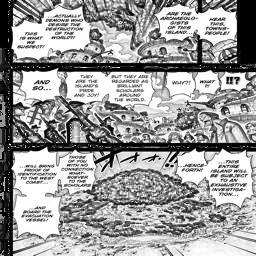 HEAR
THIS,
TOWNS-
PEOPLE!
ARE THE
ARCHAEOLO-
GISTS
OF THIS
ISLAND...
...ACTUALLY
DEMONS WHO
DESIRE THE
DESTRUCTION
OF THE
WORLD?!
THIS
IS WHAT
WE
SUSPECT!
!!?
WHAT
?!
WHY?!
BUT THEY ARE
REGARDED AS
BRILLIANT
SCHOLARS
AROUND
THE
WORLD.
THEY
ARE THE
ISLAND'S
PRIDE
AND JOY!
AND
SO...
THIS
ENTIRE
ISLAND WILL
BE SUBJECT
TO AN
EXHAUSTIVE
INVESTIGA-
TION...
...HENCE-
FORTH!
!!
THOSE
OF YOU
WITH NO
CONNECTION
WHAT-
SOEVER
TO THE
SCHOLARS
...WILL BRING
PROOF OF
IDENTIFICATION
TO THE WEST
COAST...
...AND
BOARD THE
EVACUATION
VESSEL!